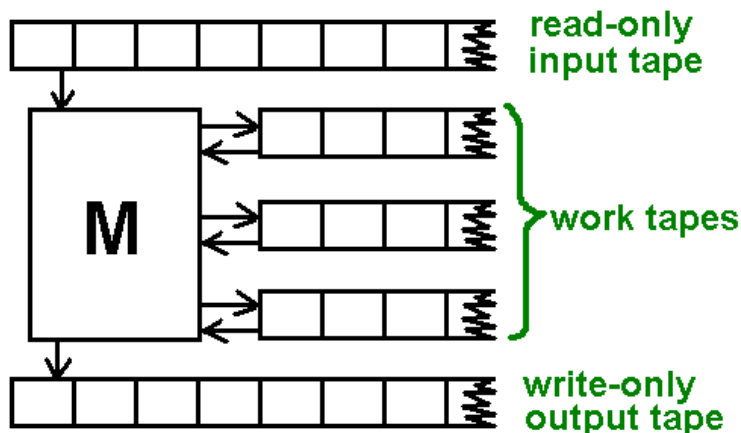 read-only
input tape
M
work tapes
write-only
output tape